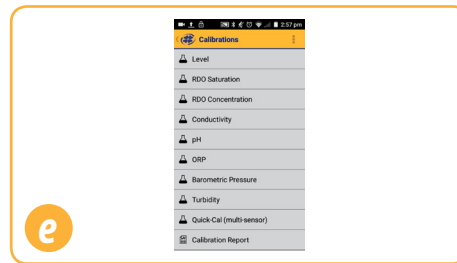 2:57 pm
Calibrations
Level
RDO Saturation
RDO Concentration
Conductivity
pH
ORP
Barometric Pressure
Turbidity
Quick-Cal (multi-sensor)
Calibration Report
e